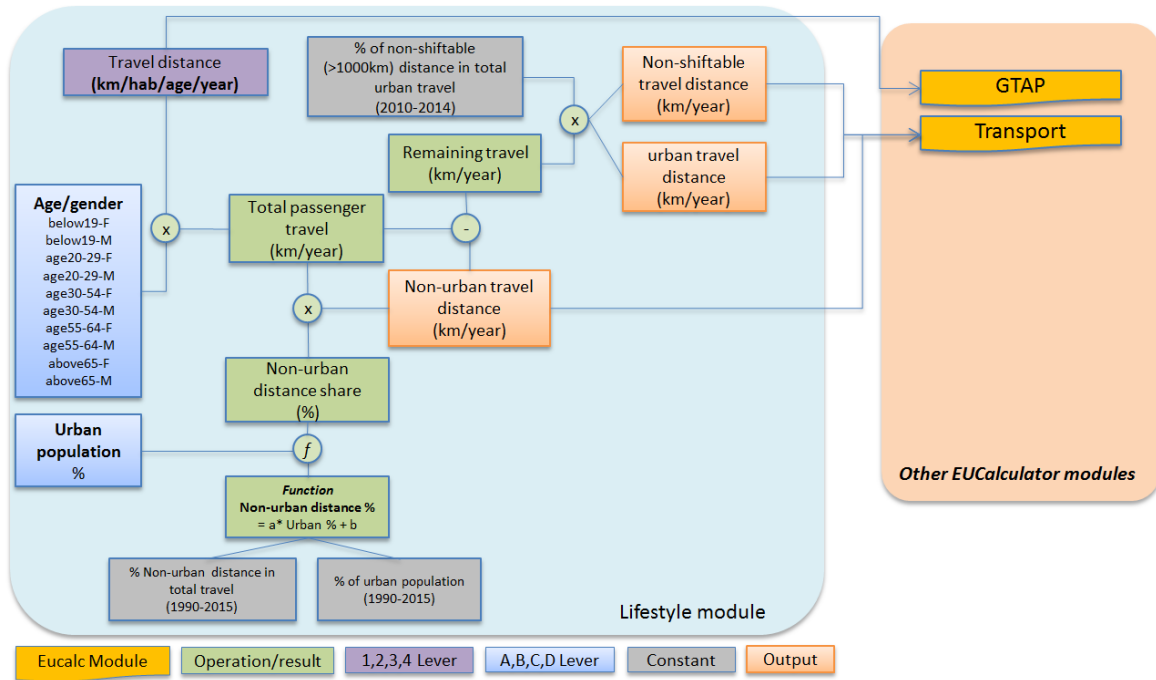 Travel distance
(km/hab/age/year)
% of non-shiftable
(>1000km) distance in total
urban travel
(2010-2014)
Non-shiftable
travel distance
(km/year)
GTAP
Transport
x
Remaining travel
(km/year)
urban travel
distance
(km/year)
Age/gender
below19-F
below19-M
age20-29-F
age20-29-M
age30-54-F
age30-54-M
age55-64-F
age55-64-M
above65-F
above65-M
x
Total passenger
travel
(km/year)
-
Non-urban travel
distance
(km/year)
x
Non-urban
distance share
(%)
Urban
population
%
f
Function
Non-urban distance %
= a* Urban % + b
% Non-urban distance in
total travel
(1990-2015)
% of urban population
(1990-2015)
Lifestyle module
Other EUCalculator modules
Eucalc Module
Operation/result
1,2,3,4 Lever
A,B,C,D Lever
Constant
Output